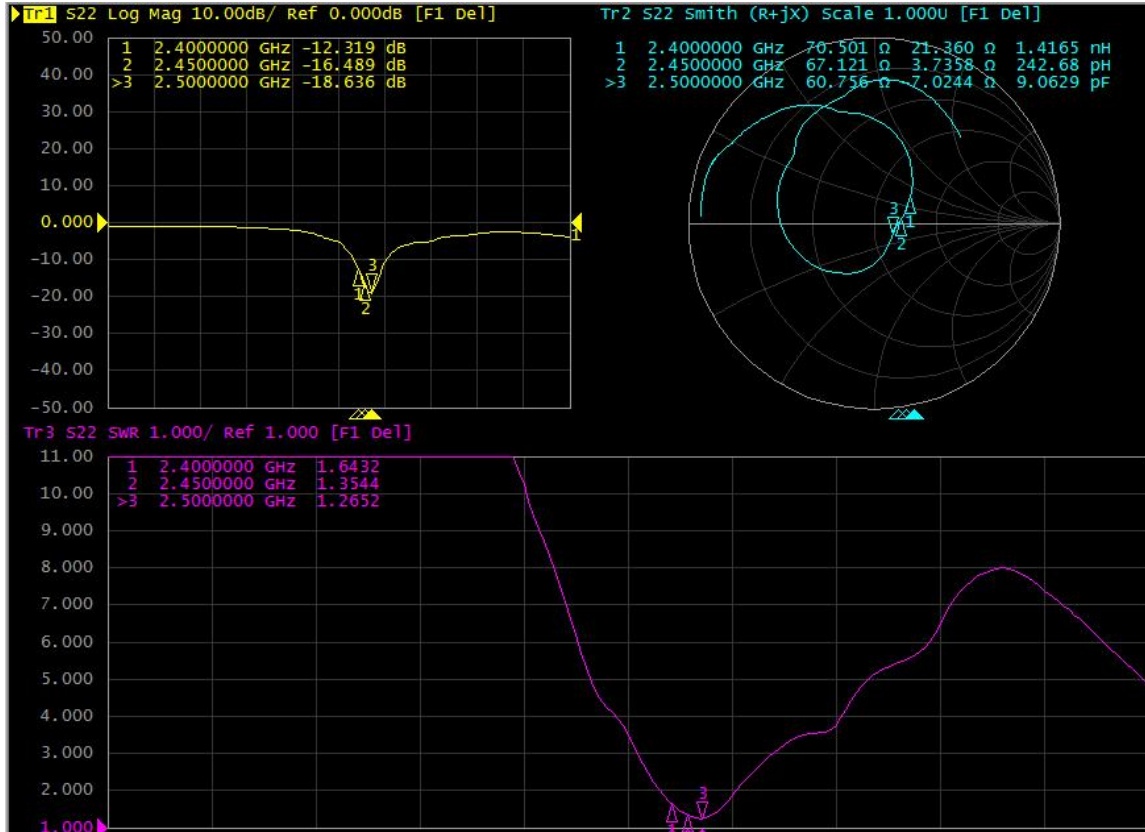 Tr1 S22 Log Mag 10.00dB/ Ref 0.000dB [F1 Del]
50.00
1 2.4000000 GHz -12.319 dB
2 2.4500000 GHz -16.489 dB
>3 2.5000000 GHz -18.636 dB
40.00
30.00
20.00
10.00
0.000
-10.00
-20.00
-30.00
-40.00
-50.00
1
3
1
2
Tr2 S22 Smith (R+jX) Scale 1.000U [F1 Del]
1 2.4000000 GHz 70.501 Ω 21.360 Ω 1.4165 nH
2 2.4500000 GHz 67.121 Ω 3.7358 Ω 242.68 pH
>3 2.5000000 GHz 60.756 Ω 7.0244 Ω 9.0629 pF
3
1
2
Tr3 S22 SWR 1.000/ Ref 1.000 [F1 Del]
11.00
1 2.4000000 GHz 1.6432
2 2.4500000 GHz 1.3544
>3 2.5000000 GHz 1.2652
10.00
9.000
8.000
7.000
6.000
5.000
4.000
3.000
2.000
1.000
3